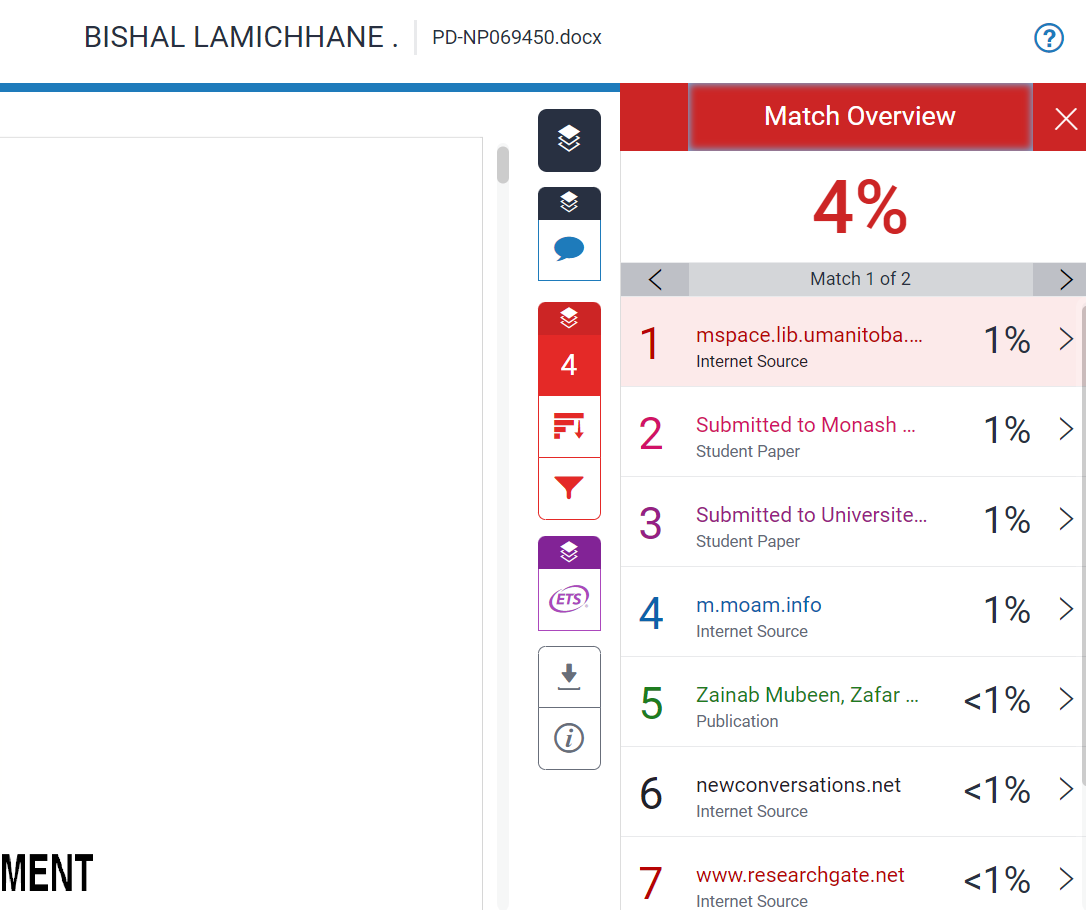 BISHAL LAMICHHANE . PD-NP069450.docx ?
Match Overview
4%
Match 1 of 2
1 mspace.lib.umanitoba.... 1%
Internet Source
2 Submitted to Monash ... 1%
Student Paper
3 Submitted to Universite... 1%
Student Paper
4 m.moam.info 1%
Internet Source
5 Zainab Mubeen, Zafar ... <1%
Publication
6 newconversations.net <1%
Internet Source
7 www.researchgate.net <1%
Internet Source
4
ETS
i
MENT